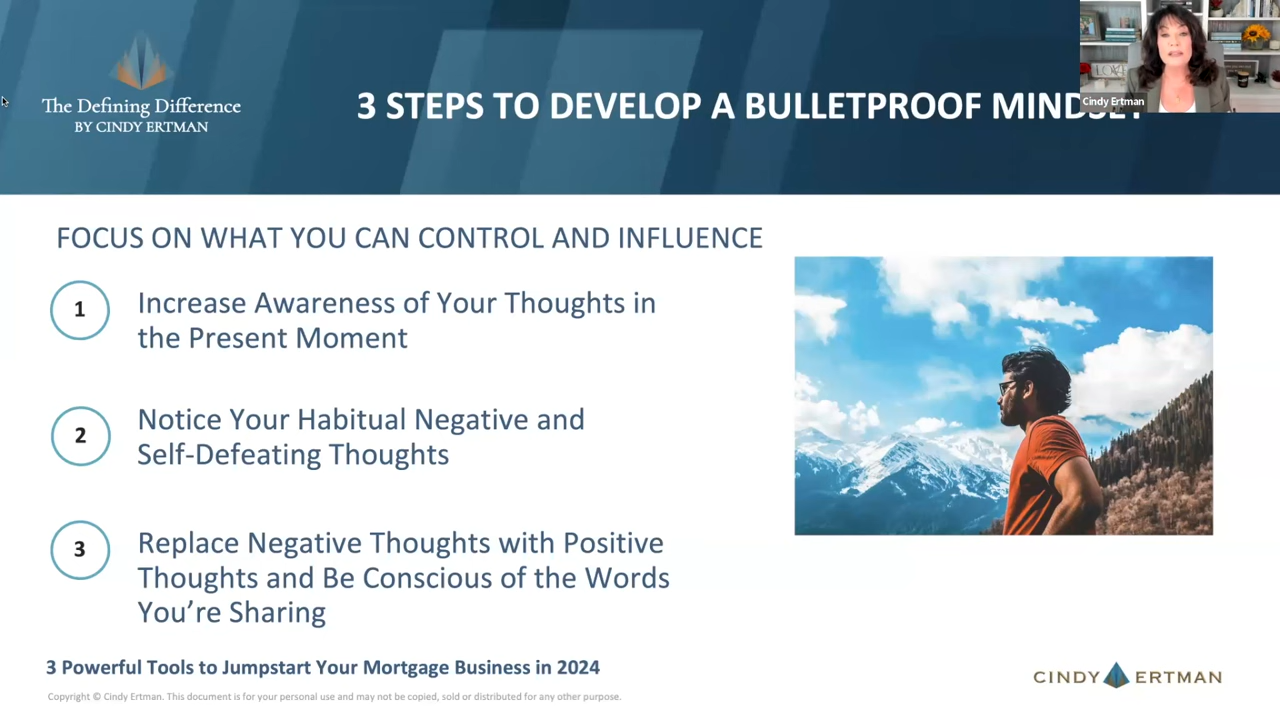 The Defining Difference
BY CINDY ERTMAN
3 STEPS TO DEVELOP A BULLETPROOF MINDSET
Cindy Ertman
LOVE
FOCUS ON WHAT YOU CAN CONTROL AND INFLUENCE
1
Increase Awareness of Your Thoughts in
the Present Moment
2
Notice Your Habitual Negative and
Self-Defeating Thoughts
3
Replace Negative Thoughts with Positive
Thoughts and Be Conscious of the Words
You're Sharing
3 Powerful Tools to Jumpstart Your Mortgage Business in 2024
Copyright © Cindy Ertman. This document is for your personal use and may not be copied, sold or distributed for any other purpose.
CINDY ERTMAN